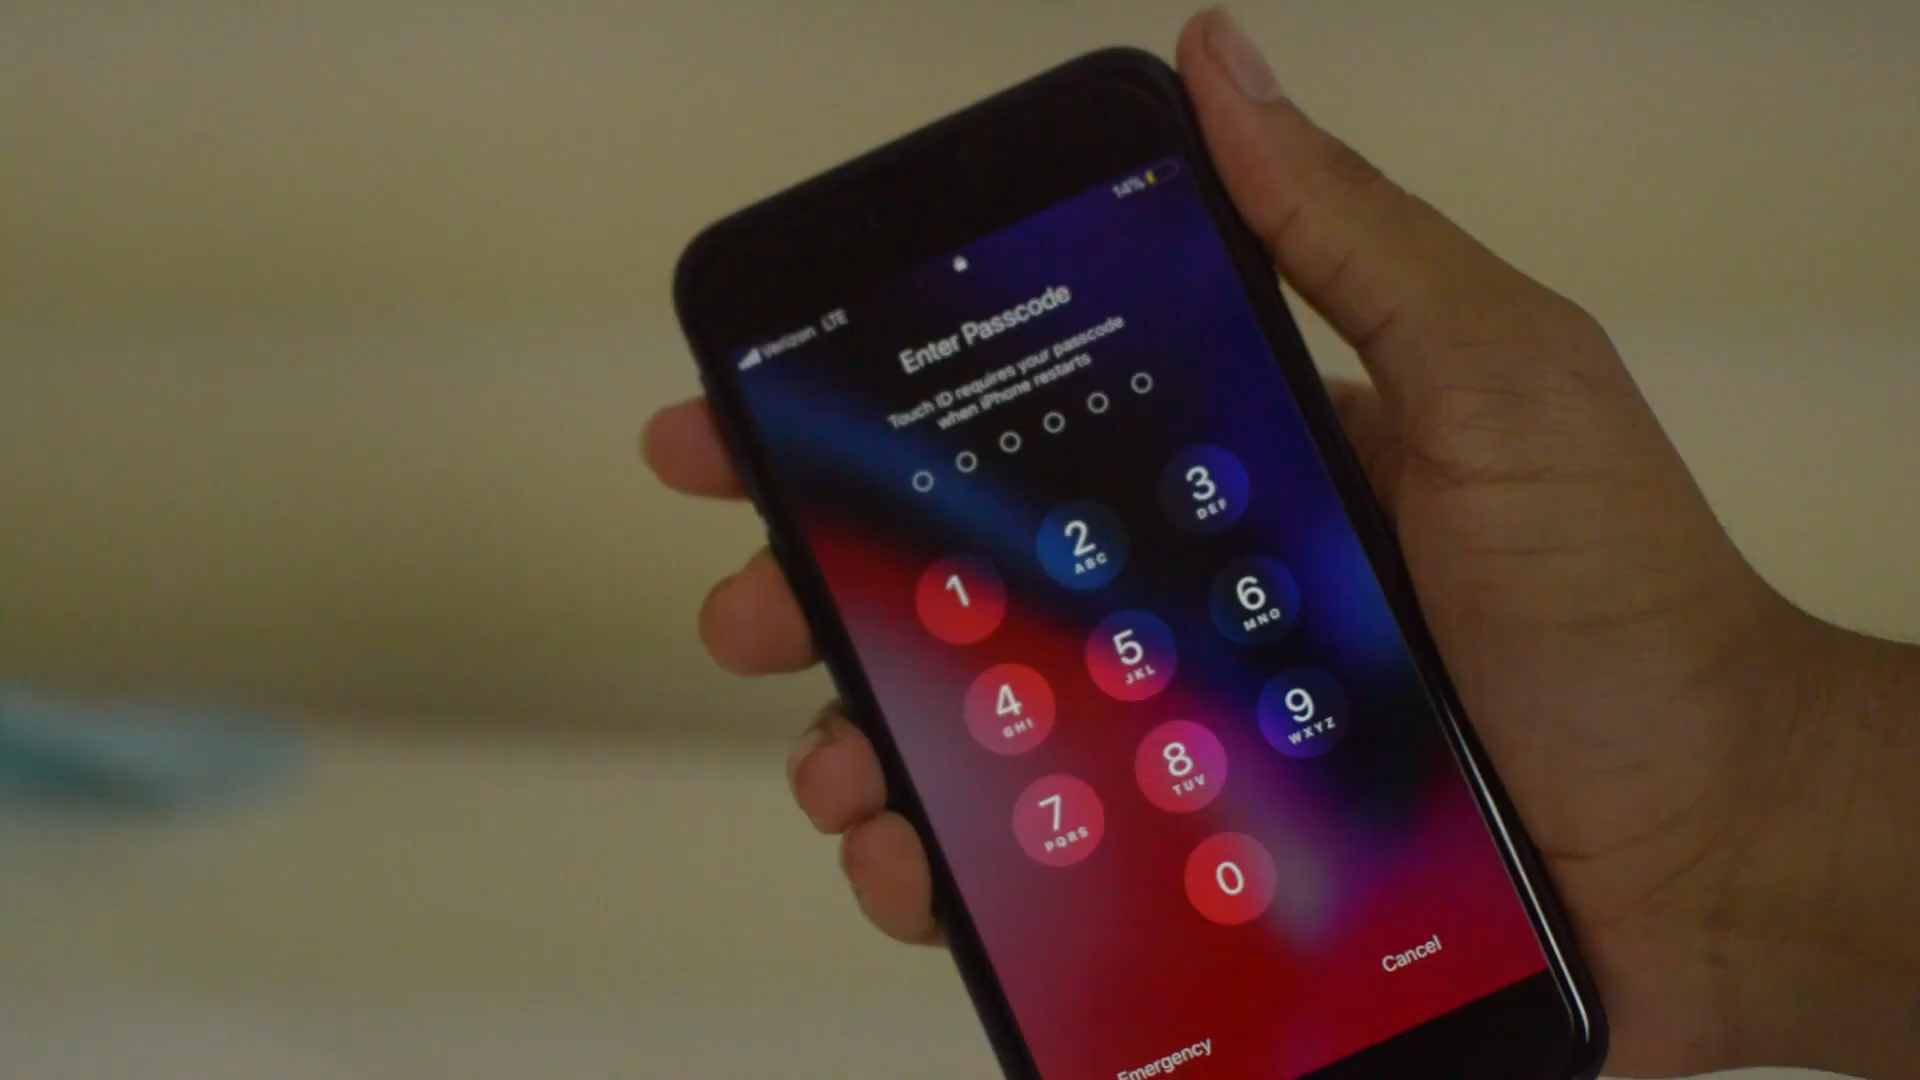 14%
Verizon LTE
Enter Passcode
Touch ID requires your passcode
when iPhone restarts
1
2
ABC
3
DEF
4
GHI
5
JKL
6
MNO
7
PQRS
8
TUV
9
WXYZ
0
Emergency
Cancel